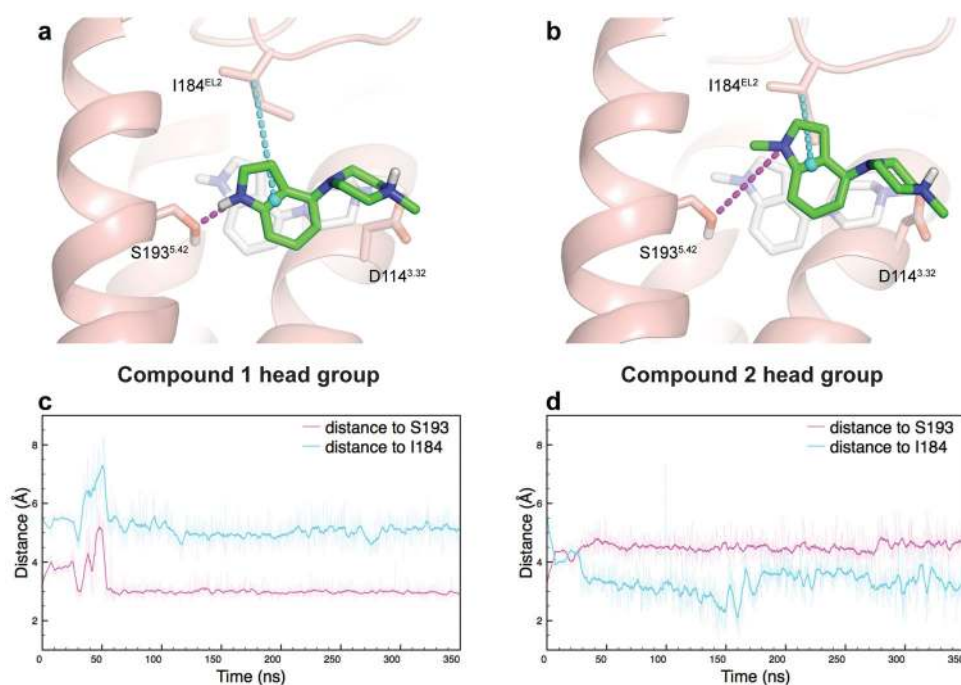 a
I184EL2
S1935.42
D1143.32
b
I184EL2
S1935.42
D1143.32
Compound 1 head group
Compound 2 head group
c
distance to S193
distance to I184
8
6
4
2
Distance (Å)
0 50 100 150 200 250 300 350
Time (ns)
d
distance to S193
distance to I184
8
6
4
2
Distance (Å)
0 50 100 150 200 250 300 350
Time (ns)